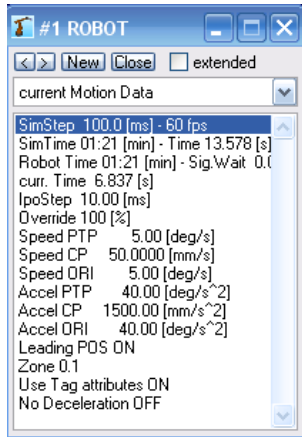 #1 ROBOT
< > New Close extended
current Motion Data
SimStep 100.0 [ms] - 60 fps
SimTime 01:21 [min] - Time 13.578 [s]
Robot Time 01:21 [min] - Sig.Wait 0.0
curr. Time 6.837 [s]
IpoStep 10.00 [ms]
Override 100 [%]
Speed PTP 5.00 [deg/s]
Speed CP 50.0000 [mm/s]
Speed ORI 5.00 [deg/s]
Accel PTP 40.00 [deg/s^2]
Accel CP 1500.00 [mm/s^2]
Accel ORI 40.00 [deg/s^2]
Leading POS ON
Zone 0.1
Use Tag attributes ON
No Deceleration OFF